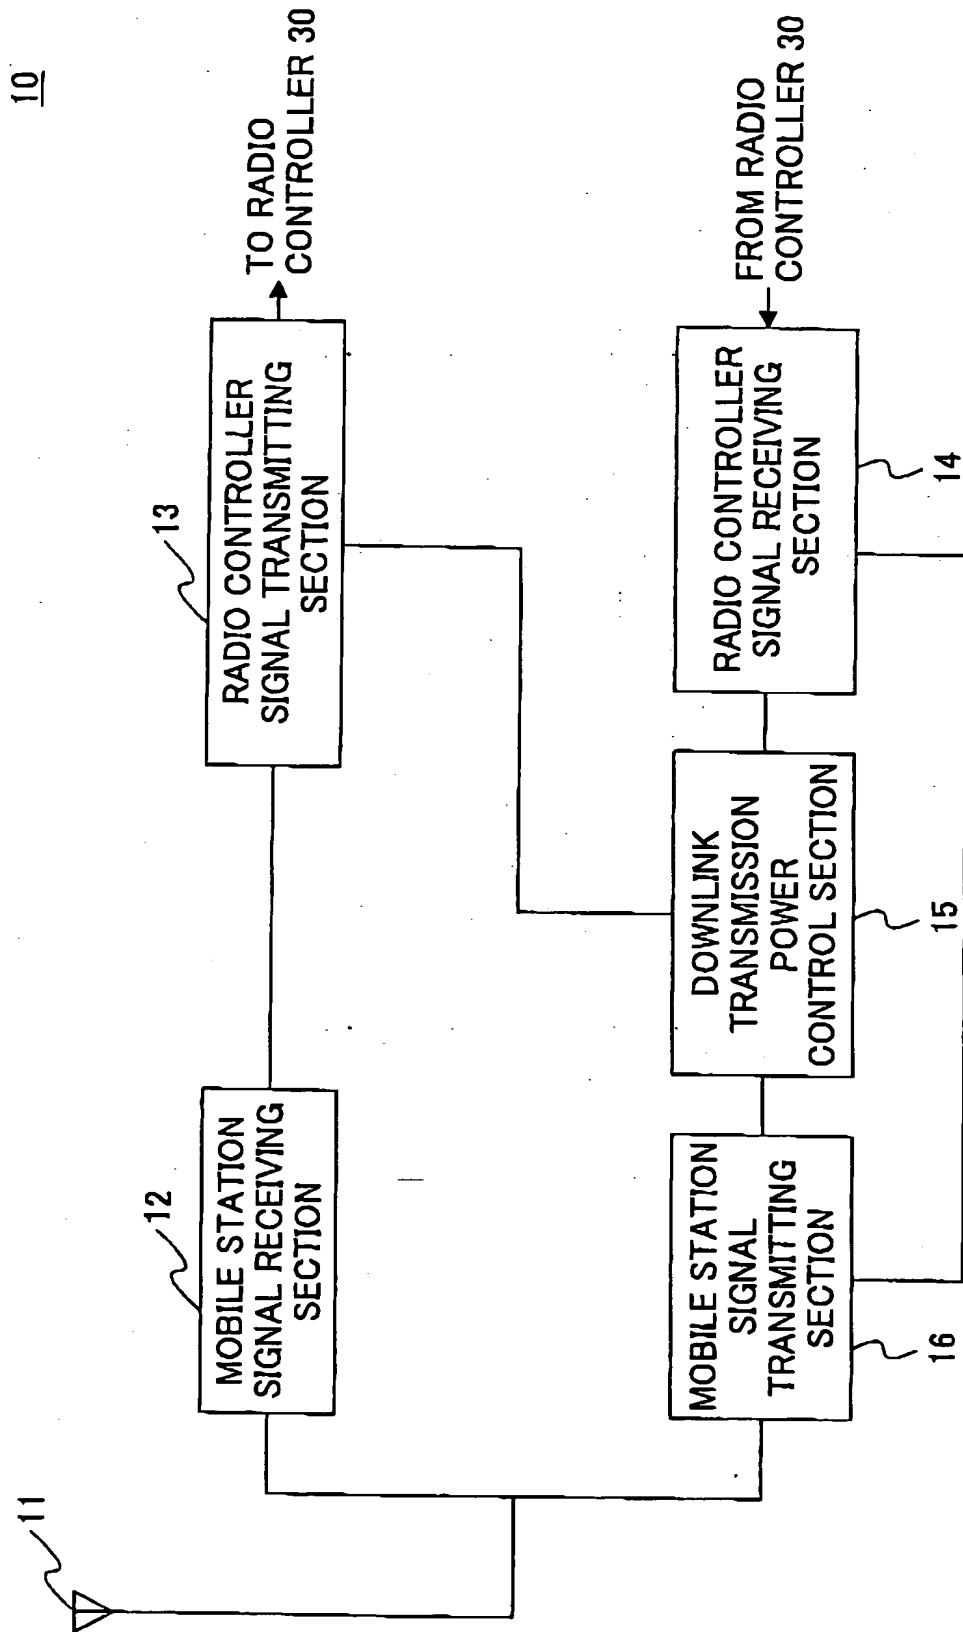 10
11
12
MOBILE STATION
SIGNAL RECEIVING
SECTION
13
RADIO CONTROLLER
SIGNAL TRANSMITTING
SECTION
TO RADIO
CONTROLLER 30
MOBILE STATION
SIGNAL
TRANSMITTING
SECTION
16
DOWNLINK
TRANSMISSION
POWER
CONTROL SECTION
15
RADIO CONTROLLER
SIGNAL RECEIVING
SECTION
14
FROM RADIO
CONTROLLER 30